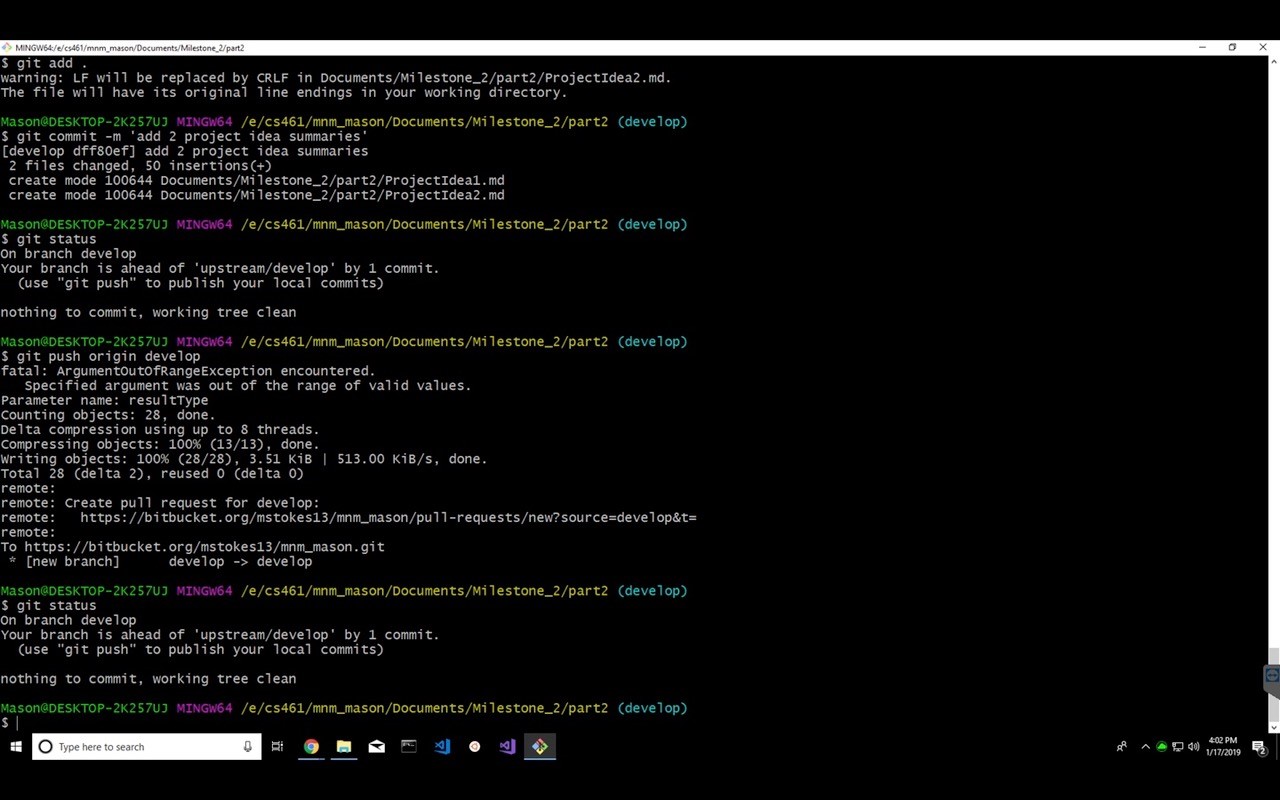 MINGW64:/e/cs461/mnm_mason/Documents/Milestone_2/part2
$ git add .
warning: LF will be replaced by CRLF in Documents/Milestone_2/part2/ProjectIdea2.md.
The file will have its original line endings in your working directory.
Mason@DESKTOP-2K257UJ MINGW64 /e/cs461/mnm_mason/Documents/Milestone_2/part2 (develop)
$ git commit -m 'add 2 project idea summaries'
[develop dff80ef] add 2 project idea summaries
 2 files changed, 50 insertions(+)
 create mode 100644 Documents/Milestone_2/part2/ProjectIdea1.md
 create mode 100644 Documents/Milestone_2/part2/ProjectIdea2.md
Mason@DESKTOP-2K257UJ MINGW64 /e/cs461/mnm_mason/Documents/Milestone_2/part2 (develop)
$ git status
On branch develop
Your branch is ahead of 'upstream/develop' by 1 commit.
  (use "git push" to publish your local commits)
nothing to commit, working tree clean
Mason@DESKTOP-2K257UJ MINGW64 /e/cs461/mnm_mason/Documents/Milestone_2/part2 (develop)
$ git push origin develop
fatal: ArgumentOutOfRangeException encountered.
   Specified argument was out of the range of valid values.
Parameter name: resultType
Counting objects: 28, done.
Delta compression using up to 8 threads.
Compressing objects: 100% (13/13), done.
Writing objects: 100% (28/28), 3.51 KiB | 513.00 KiB/s, done.
Total 28 (delta 2), reused 0 (delta 0)
remote:
remote: Create pull request for develop:
remote:   https://bitbucket.org/mstokes13/mnm_mason/pull-requests/new?source=develop&t=
remote:
To https://bitbucket.org/mstokes13/mnm_mason.git
 * [new branch]      develop -> develop
Mason@DESKTOP-2K257UJ MINGW64 /e/cs461/mnm_mason/Documents/Milestone_2/part2 (develop)
$ git status
On branch develop
Your branch is ahead of 'upstream/develop' by 1 commit.
  (use "git push" to publish your local commits)
nothing to commit, working tree clean
Mason@DESKTOP-2K257UJ MINGW64 /e/cs461/mnm_mason/Documents/Milestone_2/part2 (develop)
$
Type here to search
4:02 PM
1/17/2019
2